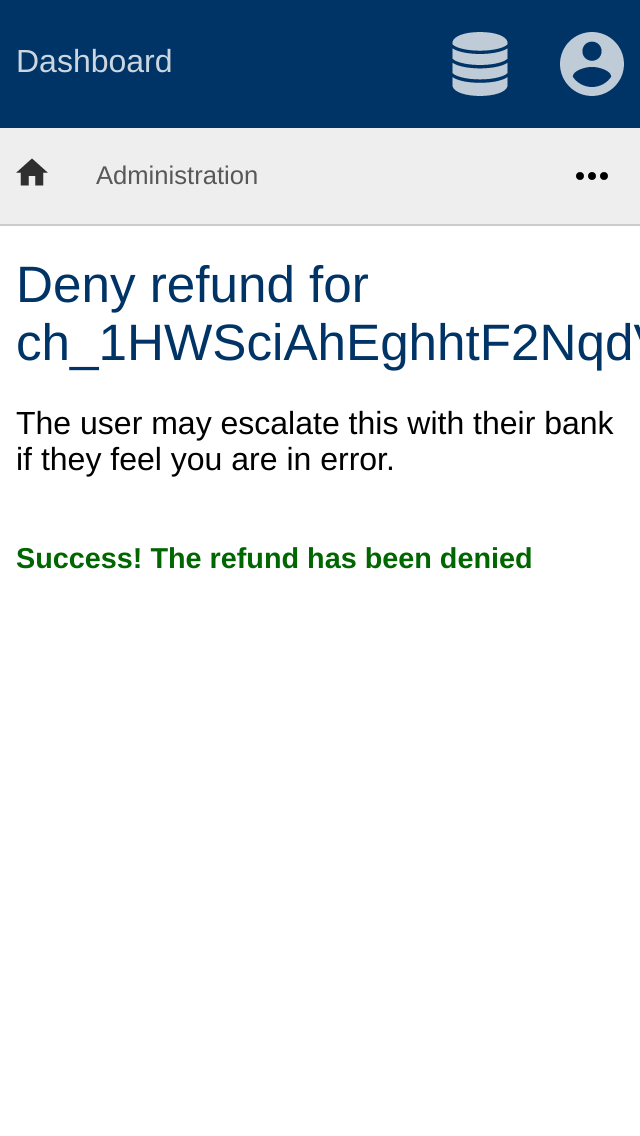 Dashboard
Administration
Deny refund for
ch_1HWSciAhEghhtF2Nqd
The user may escalate this with their bank
if they feel you are in error.
Success! The refund has been denied